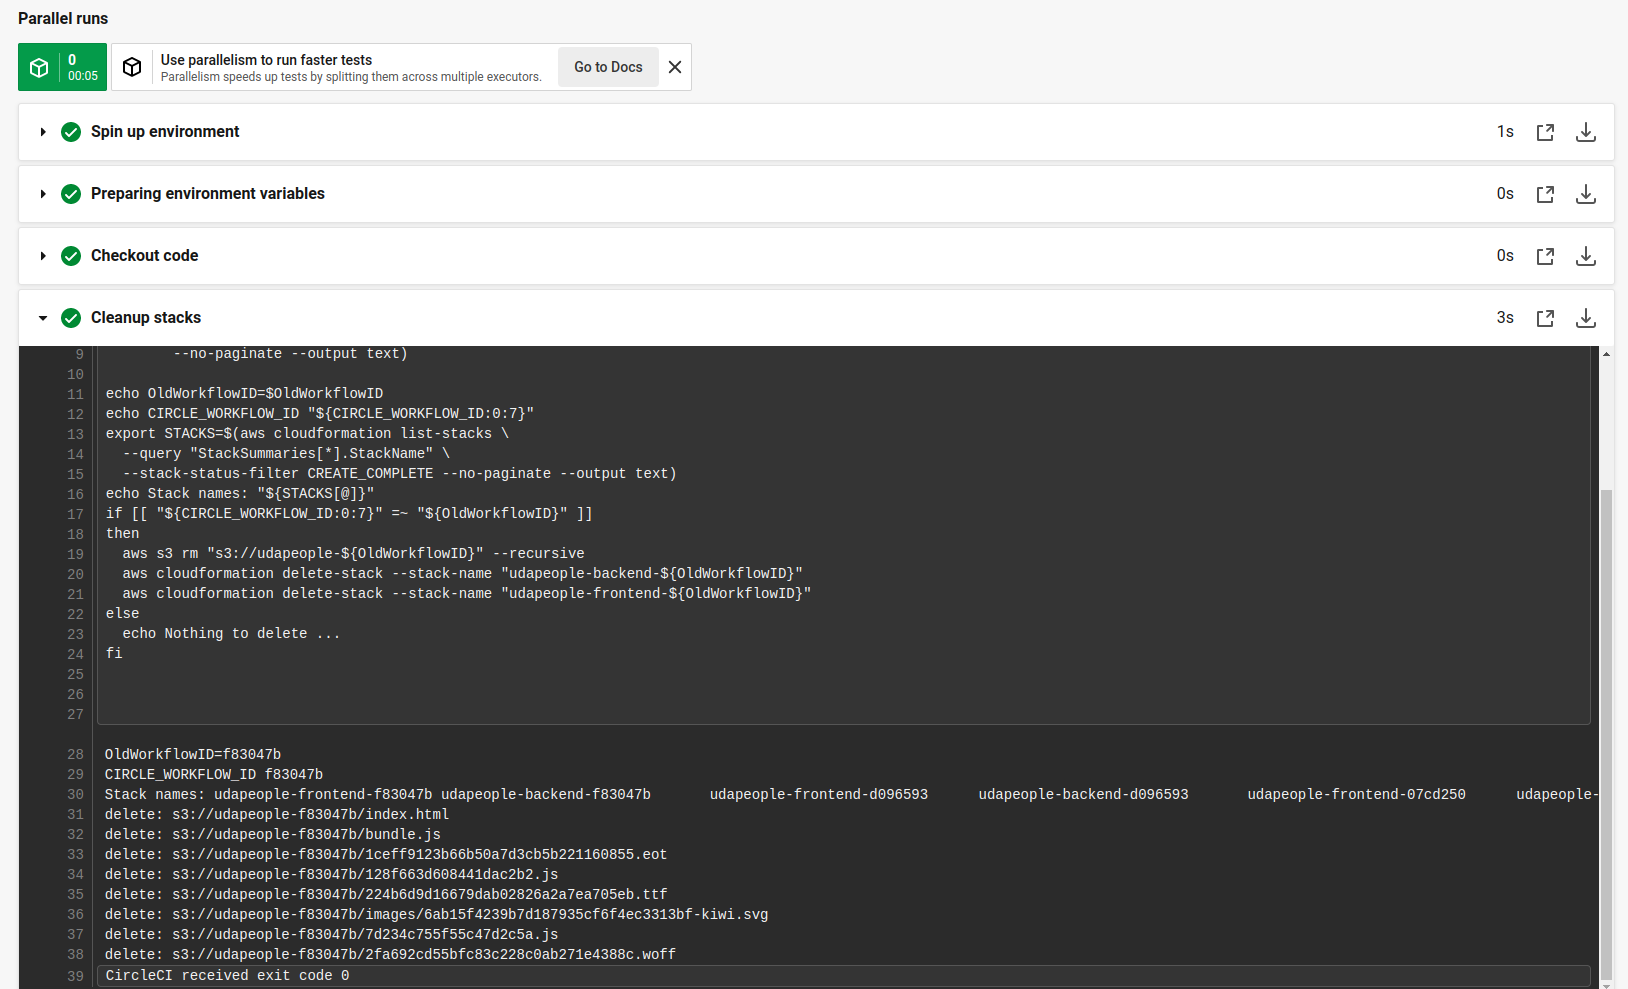 Parallel runs
0
00:05
Use parallelism to run faster tests
Parallelism speeds up tests by splitting them across multiple executors.
Go to Docs
Spin up environment 1s
Preparing environment variables 0s
Checkout code 0s
Cleanup stacks 3s
9         --no-paginate --output text)
10
11 echo OldWorkflowID=$OldWorkflowID
12 echo CIRCLE_WORKFLOW_ID "${CIRCLE_WORKFLOW_ID:0:7}"
13 export STACKS=$(aws cloudformation list-stacks \
14   --query "StackSummaries[*].StackName" \
15   --stack-status-filter CREATE_COMPLETE --no-paginate --output text)
16 echo Stack names: "${STACKS[@]}"
17 if [[ "${CIRCLE_WORKFLOW_ID:0:7}" =~ "${OldWorkflowID}" ]]
18 then
19   aws s3 rm "s3://udapeople-${OldWorkflowID}" --recursive
20   aws cloudformation delete-stack --stack-name "udapeople-backend-${OldWorkflowID}"
21   aws cloudformation delete-stack --stack-name "udapeople-frontend-${OldWorkflowID}"
22 else
23   echo Nothing to delete ...
24 fi
25
26
27
28 OldWorkflowID=f83047b
29 CIRCLE_WORKFLOW_ID f83047b
30 Stack names: udapeople-frontend-f83047b udapeople-backend-f83047b udapeople-frontend-d096593 udapeople-backend-d096593 udapeople-frontend-07cd250 udapeople-
31 delete: s3://udapeople-f83047b/index.html
32 delete: s3://udapeople-f83047b/bundle.js
33 delete: s3://udapeople-f83047b/1ceff9123b66b50a7d3cb5b221160855.eot
34 delete: s3://udapeople-f83047b/128f663d608441dac2b2.js
35 delete: s3://udapeople-f83047b/224b6d9d16679dab02826a2a7ea705eb.ttf
36 delete: s3://udapeople-f83047b/images/6ab15f4239b7d187935cf6f4ec3313bf-kiwi.svg
37 delete: s3://udapeople-f83047b/7d234c755f55c47d2c5a.js
38 delete: s3://udapeople-f83047b/2fa692cd55bfc83c228c0ab271e4388c.woff
39 CircleCI received exit code 0